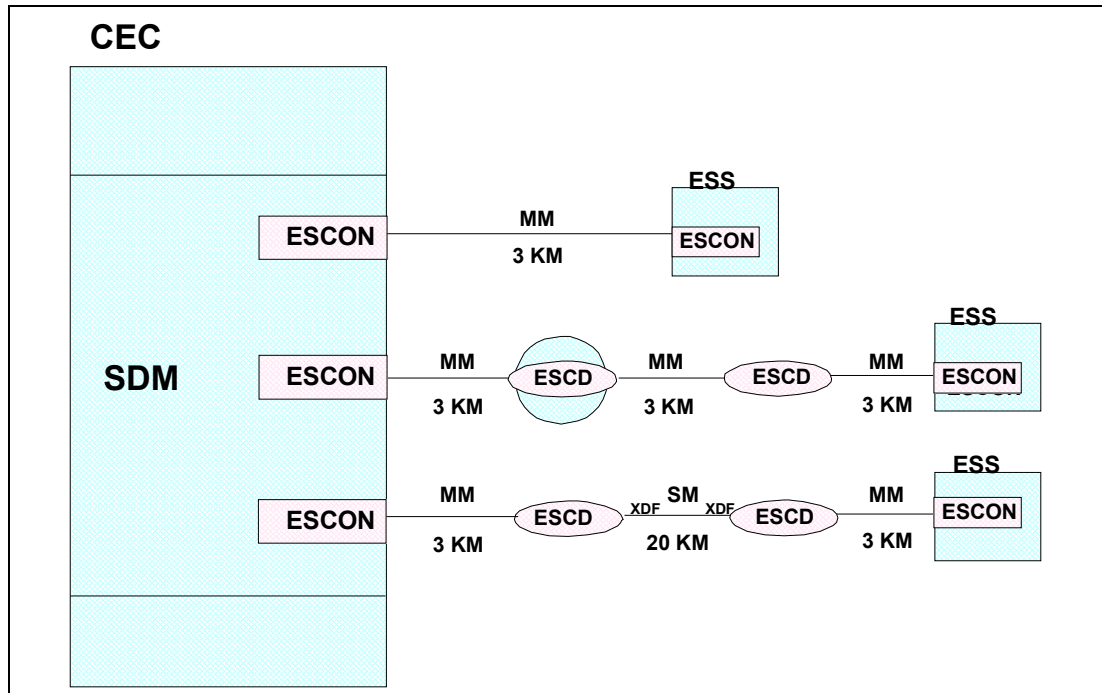 CEC
ESS
ESCON MM ESCON
3 KM
ESS
SDM
ESCON MM ESCD MM ESCD MM ESCON
3 KM 3 KM 3 KM
ESS
ESCON MM ESCD XDF SM XDF ESCD MM ESCON
3 KM 20 KM 3 KM